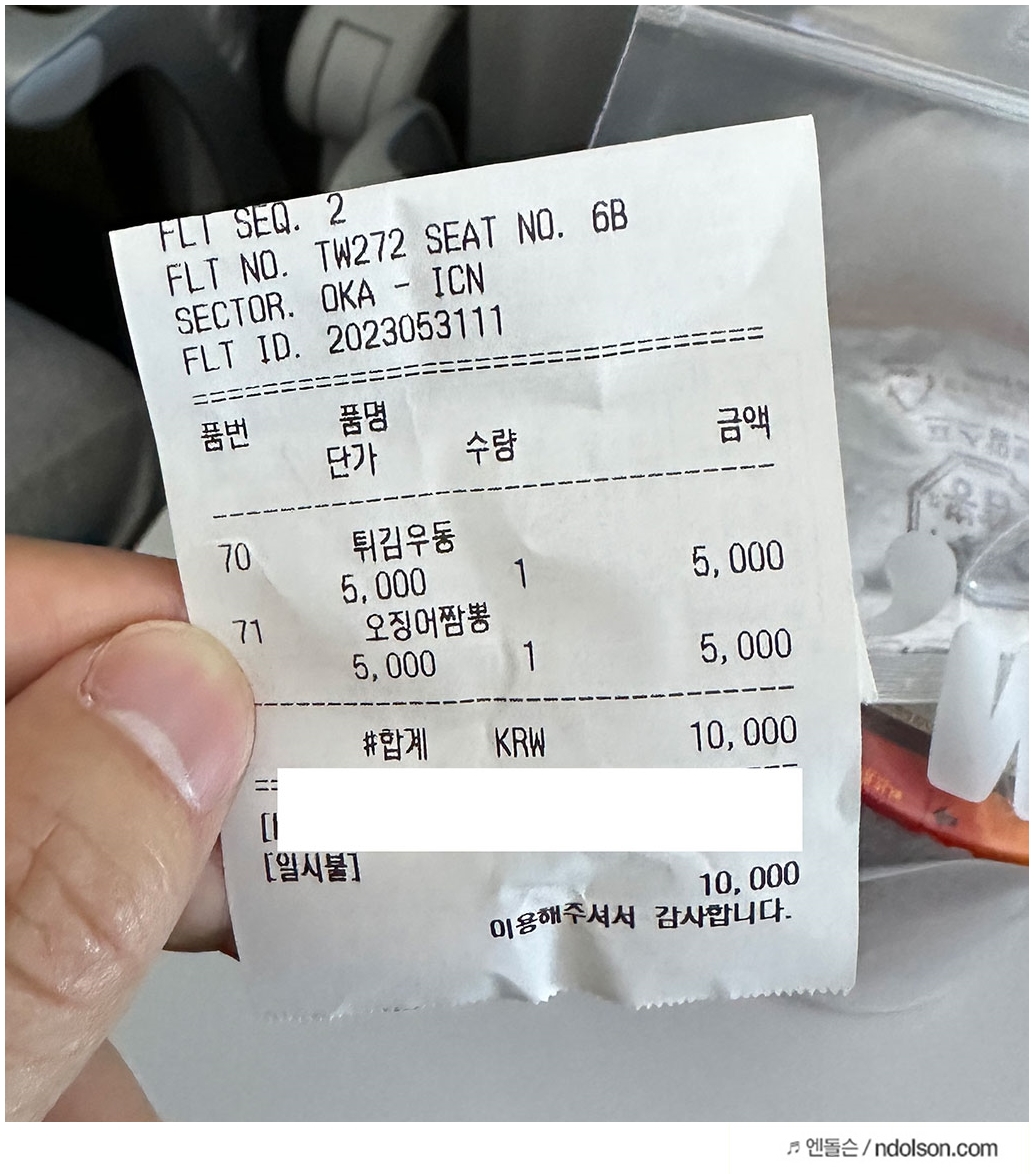 FLT SEQ. 2
FLT NO. TW272 SEAT NO. 6B
SECTOR. OKA - ICN
FLT ID. 2023053111
==============================
품번 품명 금액
단가 수량
------------------------------
70 튀김우동
5,000 1 5,000
71 오징어짬뽕
5,000 1 5,000
------------------------------
#합계 KRW 10,000
[일시불]
10,000
이용해주셔서 감사합니다.
♬ 엔돌슨 / ndolson.com